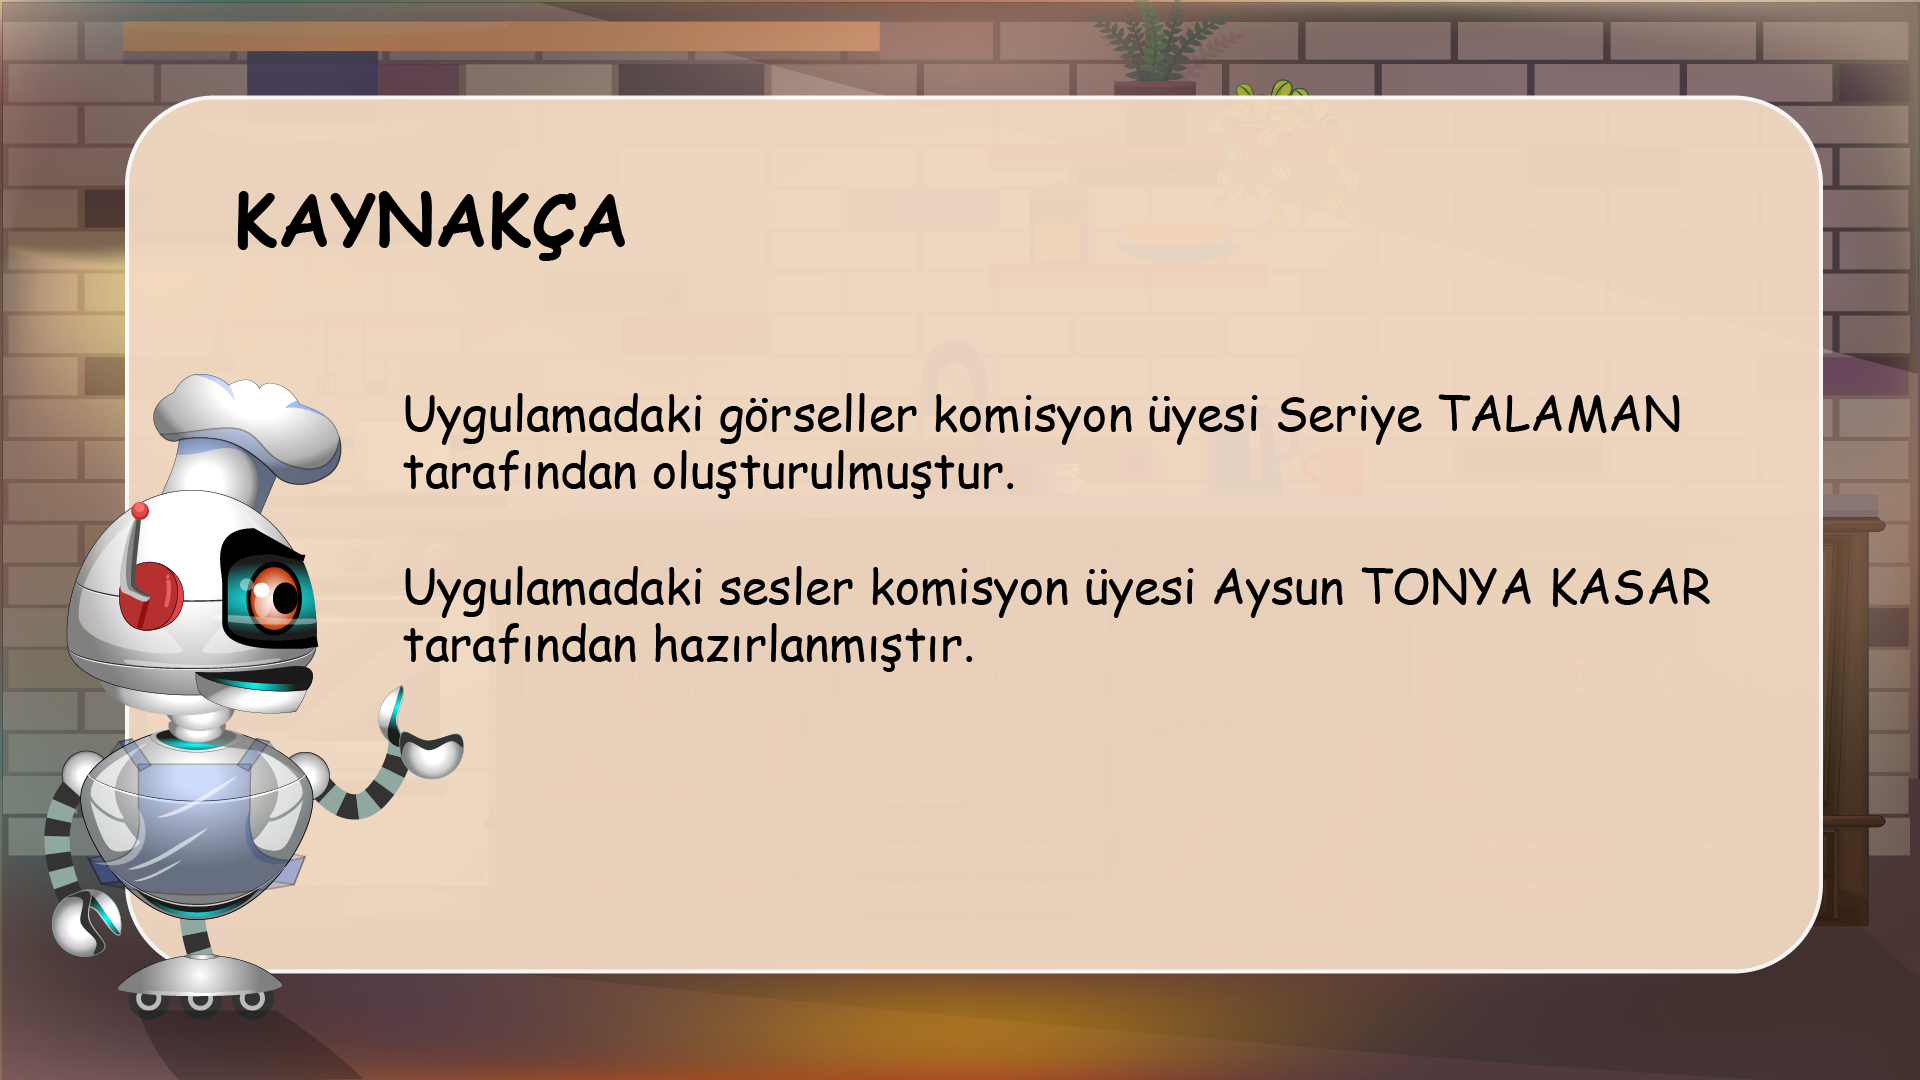 KAYNAKÇA
Uygulamadaki görseller komisyon üyesi Seriye TALAMAN
tarafından oluşturulmuştur.
Uygulamadaki sesler komisyon üyesi Aysun TONYA KASAR
tarafından hazırlanmıştır.